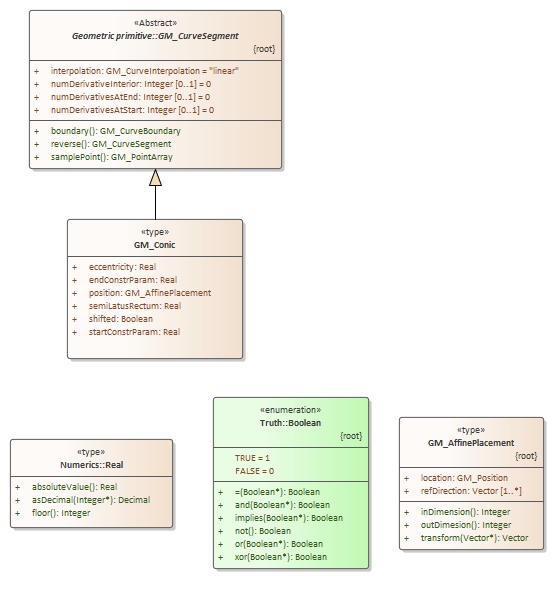 «Abstract»
Geometric primitive::GM_CurveSegment
{root}
+ interpolation: GM_CurveInterpolation = "linear"
+ numDerivativeInterior: Integer [0..1] = 0
+ numDerivativesAtEnd: Integer [0..1] = 0
+ numDerivativesAtStart: Integer [0..1] = 0
+ boundary(): GM_CurveBoundary
+ reverse(): GM_CurveSegment
+ samplePoint(): GM_PointArray
«type»
GM_Conic
+ eccentricity: Real
+ endConstrParam: Real
+ position: GM_AffinePlacement
+ semiLatusRectum: Real
+ shifted: Boolean
+ startConstrParam: Real
«type»
Numerics::Real
+ absoluteValue(): Real
+ asDecimal(Integer*): Decimal
+ floor(): Integer
«enumeration»
Truth::Boolean
{root}
TRUE = 1
FALSE = 0
+ =(Boolean*): Boolean
+ and(Boolean*): Boolean
+ implies(Boolean*): Boolean
+ not(): Boolean
+ or(Boolean*): Boolean
+ xor(Boolean*): Boolean
«type»
GM_AffinePlacement
{root}
+ location: GM_Position
+ refDirection: Vector [1..*]
+ inDimension(): Integer
+ outDimesion(): Integer
+ transform(Vector*): Vector